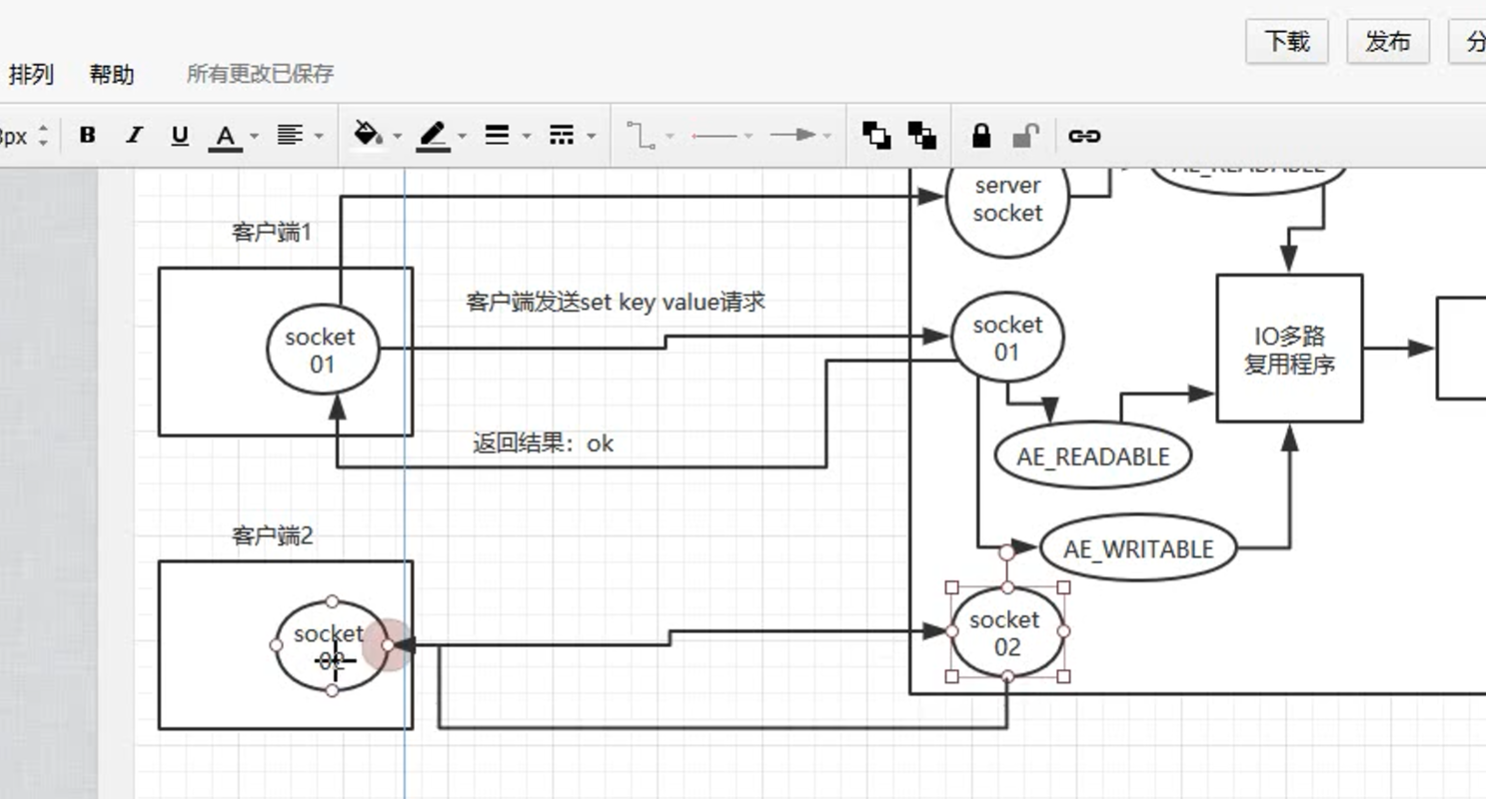 下载
发布
分
排列
帮助
所有更改已保存
px
B
I
U
A
AE_READABLE
server
socket
客户端1
客户端发送set key value请求
socket
01
socket
01
IO多路
复用程序
返回结果：ok
AE_READABLE
客户端2
AE_WRITABLE
socket
02
socket
02